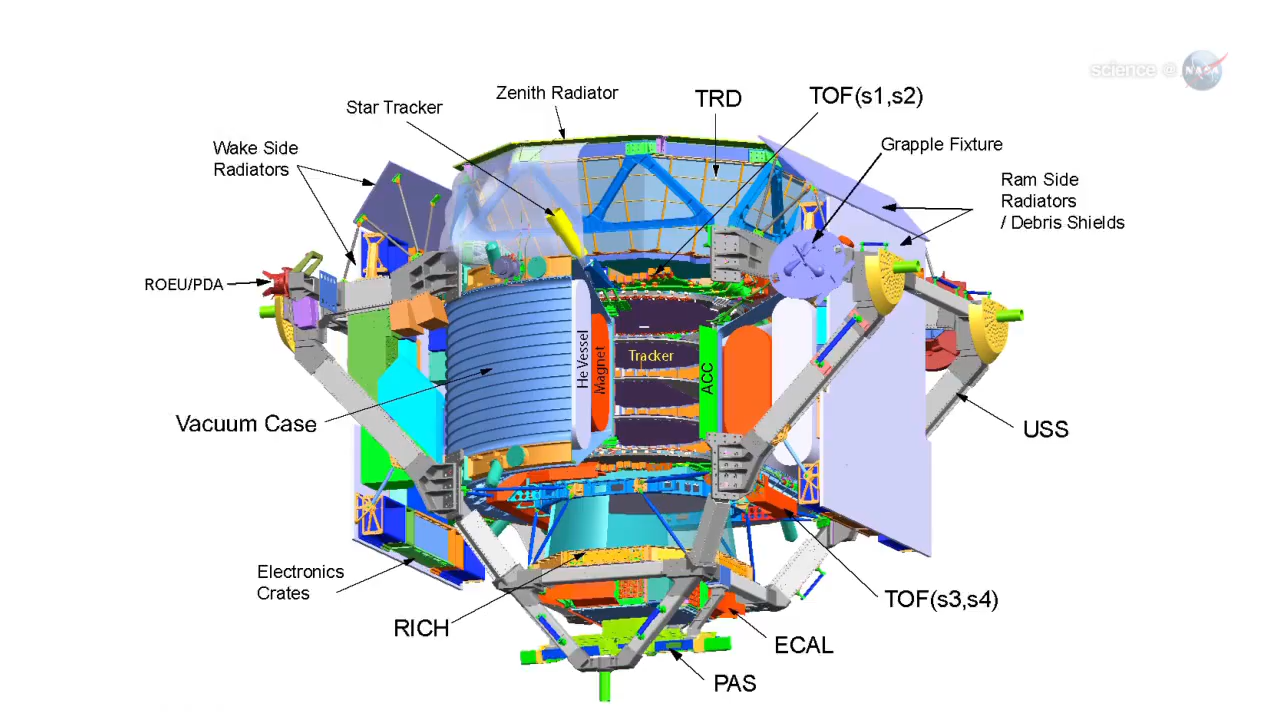 science @ NASA
Zenith Radiator
TRD
TOF(s1,s2)
Star Tracker
Grapple Fixture
Wake Side
Radiators
Ram Side
Radiators
/ Debris Shields
ROEU/PDA
He Vessel
Magnet
Tracker
ACC
Vacuum Case
USS
Electronics
Crates
TOF(s3,s4)
RICH
ECAL
PAS